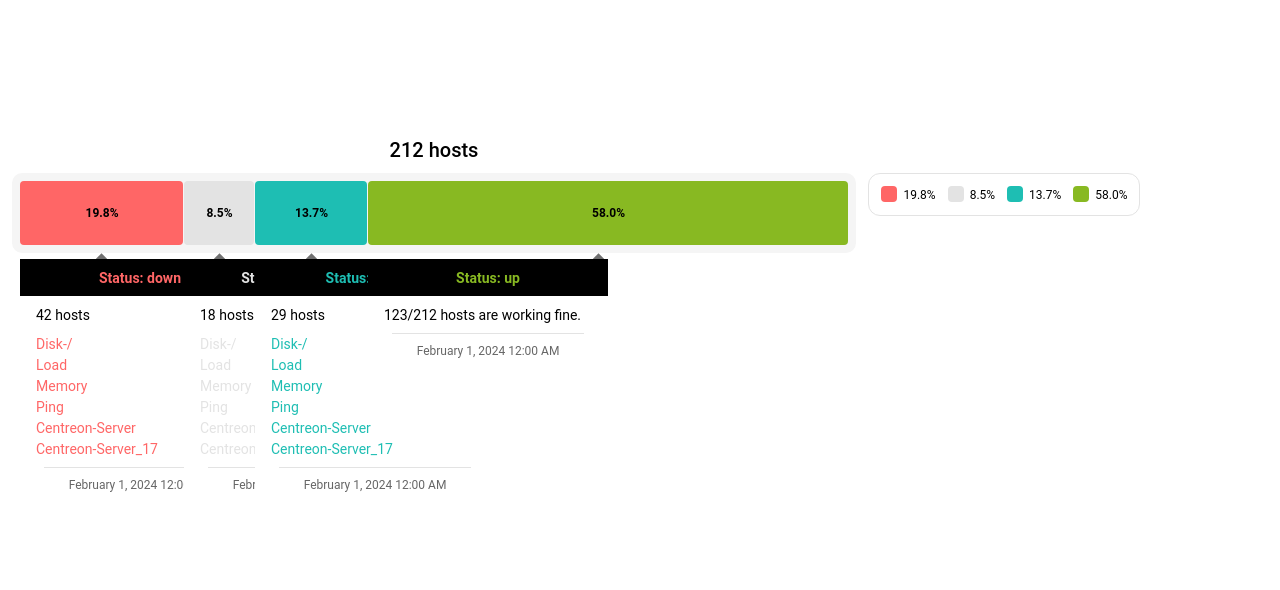 212 hosts
19.8%
8.5%
13.7%
58.0%
19.8%
8.5%
13.7%
58.0%
Status: down
St
Status:
Status: up
42 hosts
Disk-/
Load
Memory
Ping
Centreon-Server
Centreon-Server_17
February 1, 2024 12:0
18 hosts
Disk-/
Load
Memory
Ping
Centreon
Centreon
Febr
29 hosts
Disk-/
Load
Memory
Ping
Centreon-Server
Centreon-Server_17
February 1, 2024 12:00 AM
123/212 hosts are working fine.
February 1, 2024 12:00 AM